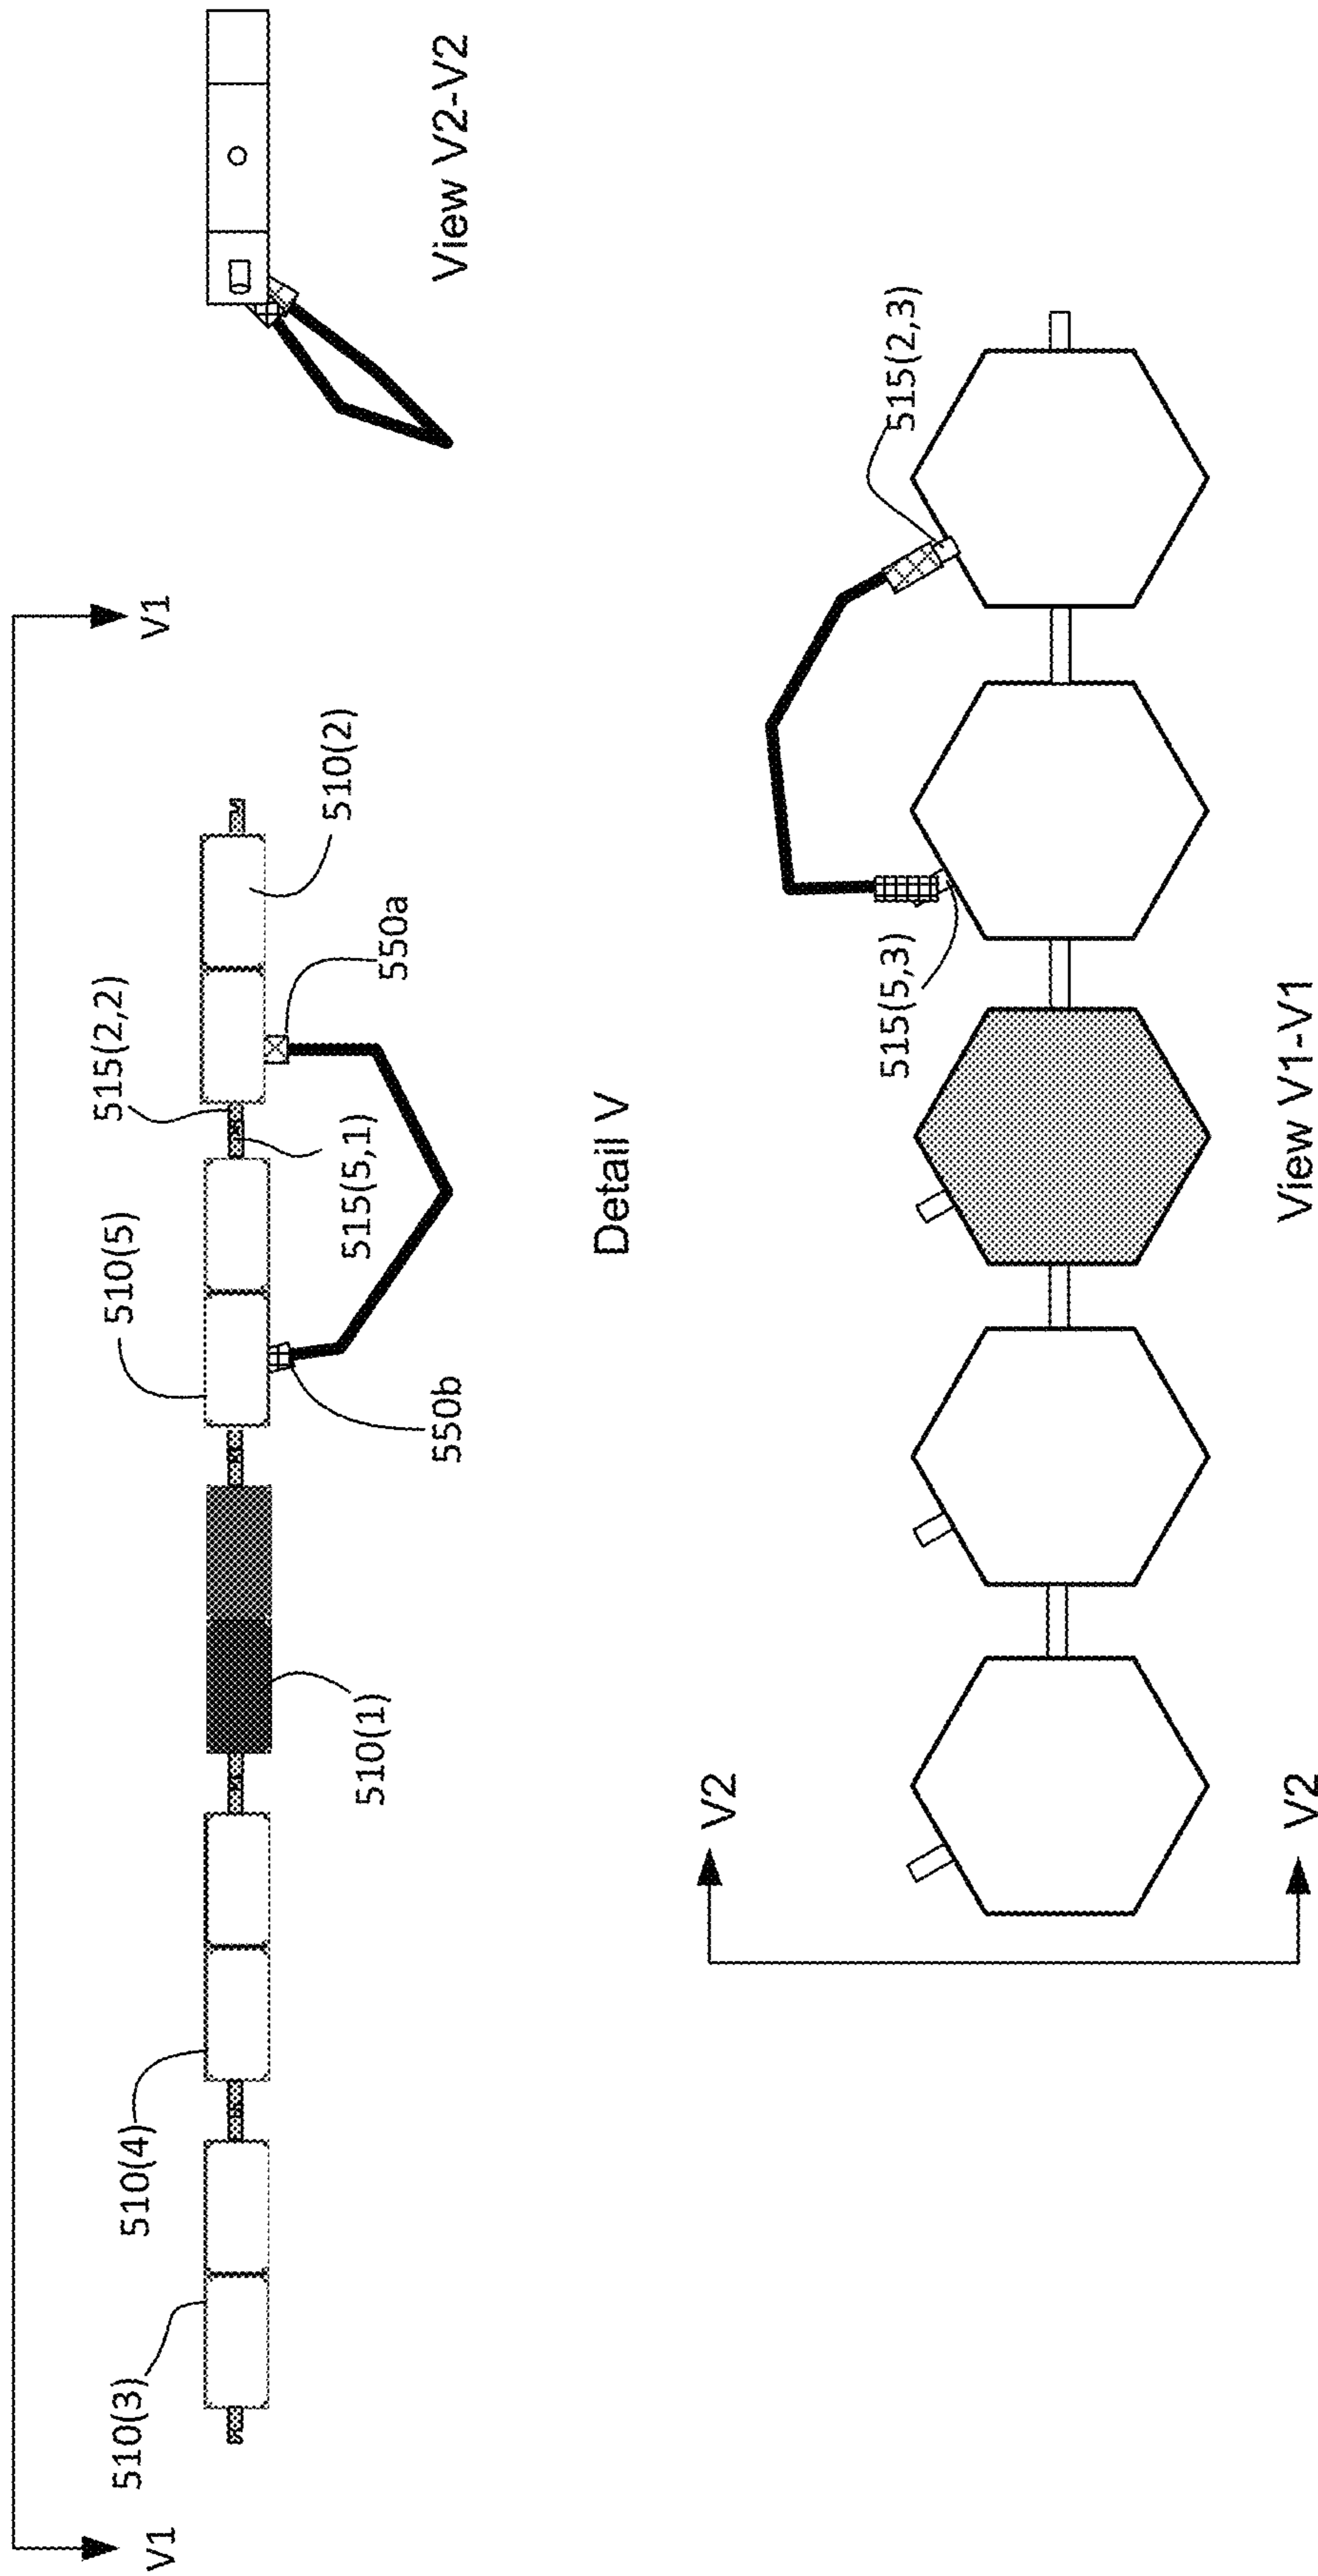 V1
V1
510(3)
510(4)
510(1)
510(5)
550b
515(2,2)
515(5,1)
550a
510(2)
Detail V
View V2-V2
V2
V2
515(5,3)
515(2,3)
View V1-V1